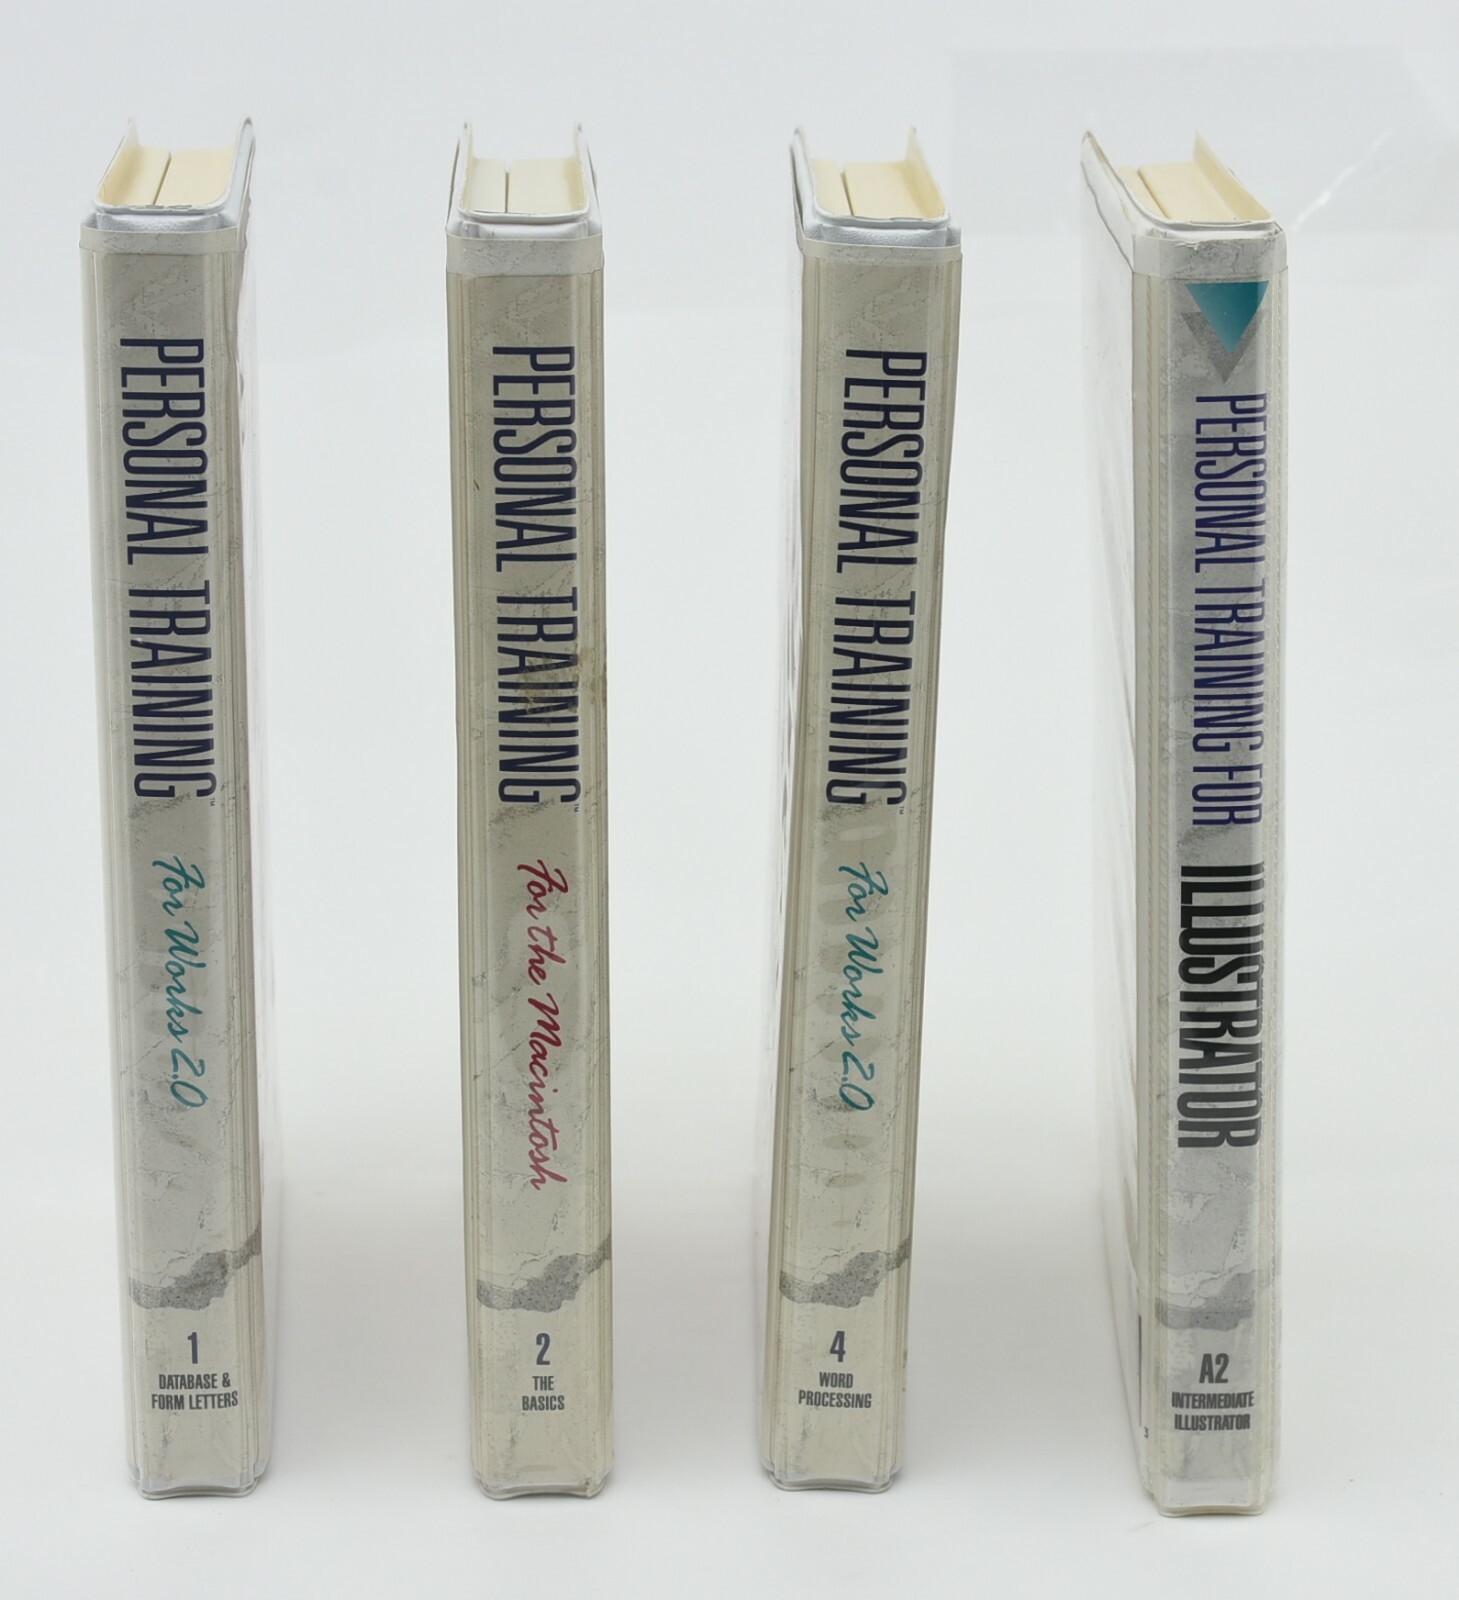 PERSONAL TRAINING™
For Works 2.0
1
DATABASE &
FORM LETTERS
PERSONAL TRAINING™
For the Macintosh
2
THE
BASICS
PERSONAL TRAINING™
For Works 2.0
4
WORD
PROCESSING
PERSONAL TRAINING FOR
ILLUSTRATOR
A2
INTERMEDIATE
ILLUSTRATOR